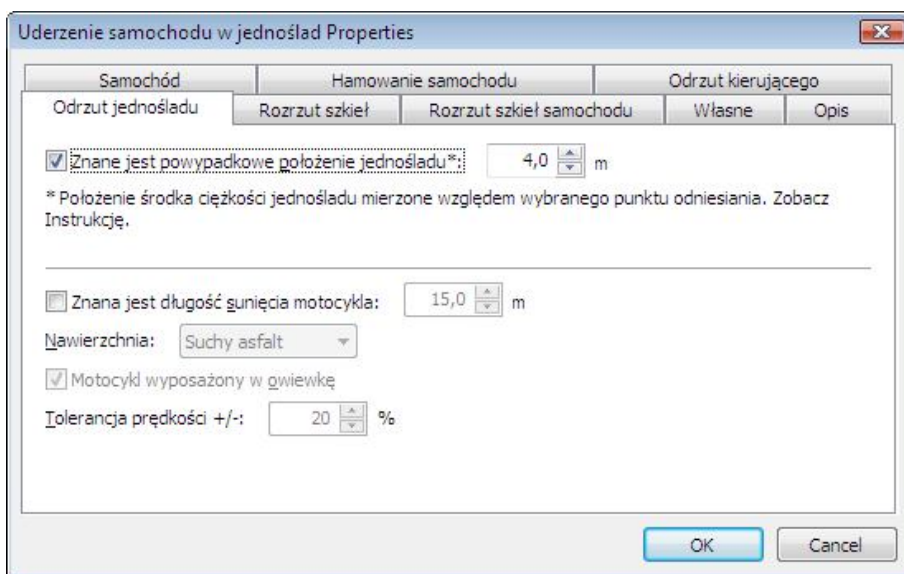 Uderzenie samochodu w jednoślad Properties
Samochód Hamowanie samochodu Odrzut kierującego
Odrzut jednośladu Rozrzut szkieł Rozrzut szkieł samochodu Własne Opis
Znane jest powypadkowe położenie jednośladu*: 4,0 m
* Położenie środka ciężkości jednośladu mierzone względem wybranego punktu odniesiania. Zobacz
Instrukcję.
Znana jest długość sunięcia motocykla: 15,0 m
Nawierzchnia: Suchy asfalt
Motocykl wyposażony w owiewkę
Tolerancja prędkości +/-: 20 %
OK Cancel